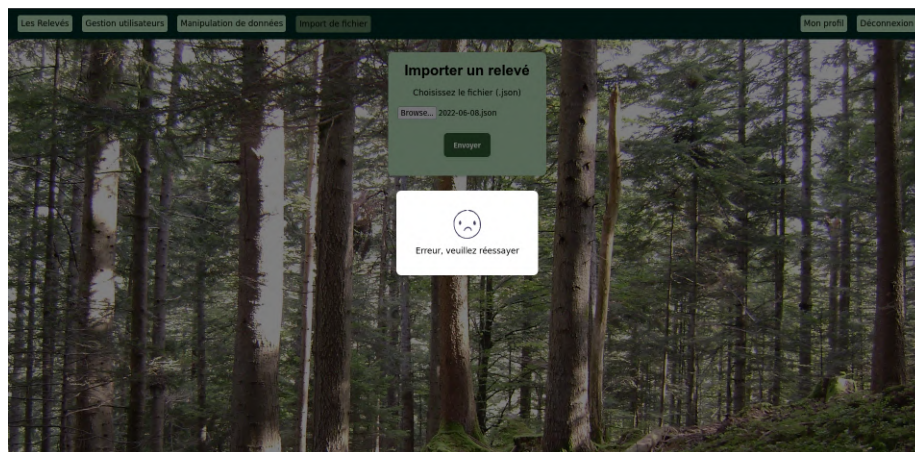 Les Relevés Gestion utilisateurs Manipulation de données Import de fichier Mon profil Déconnexion
Importer un relevé
Choisissez le fichier (.json)
Browse... 2022-06-08.json
Envoyer
Erreur, veuillez réessayer